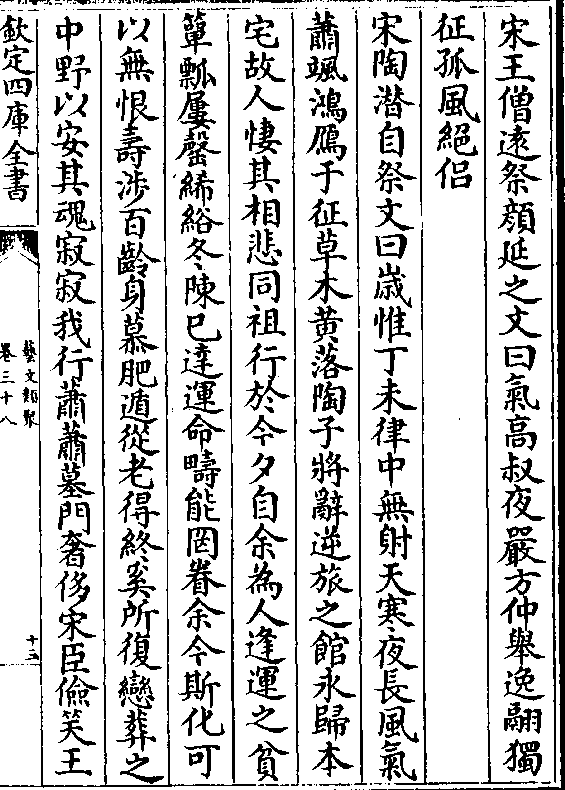 宋王僧逺祭顔延之文曰氣高叔夜嚴方仲舉逸翮獨
征孤風絕侣
宋陶潜自祭文曰嵗惟丁未律中無射天寒夜長風氣
蕭颯鴻鴈于征草木黄落陶子將辭逆旅之館永歸本
宅故人悽其相悲同祖行於今夕自余為人逢運之貧
簞瓢屢罄絺綌冬陳已達運命疇能罔眷余今斯化可
以無恨壽渉百齡身慕肥遁從老得終奚所復戀葬之
中野以安其魂寂寂我行蕭蕭墓門奢侈宋臣儉笑王
欽定四庫全書
藝文類聚
卷三十八
十三